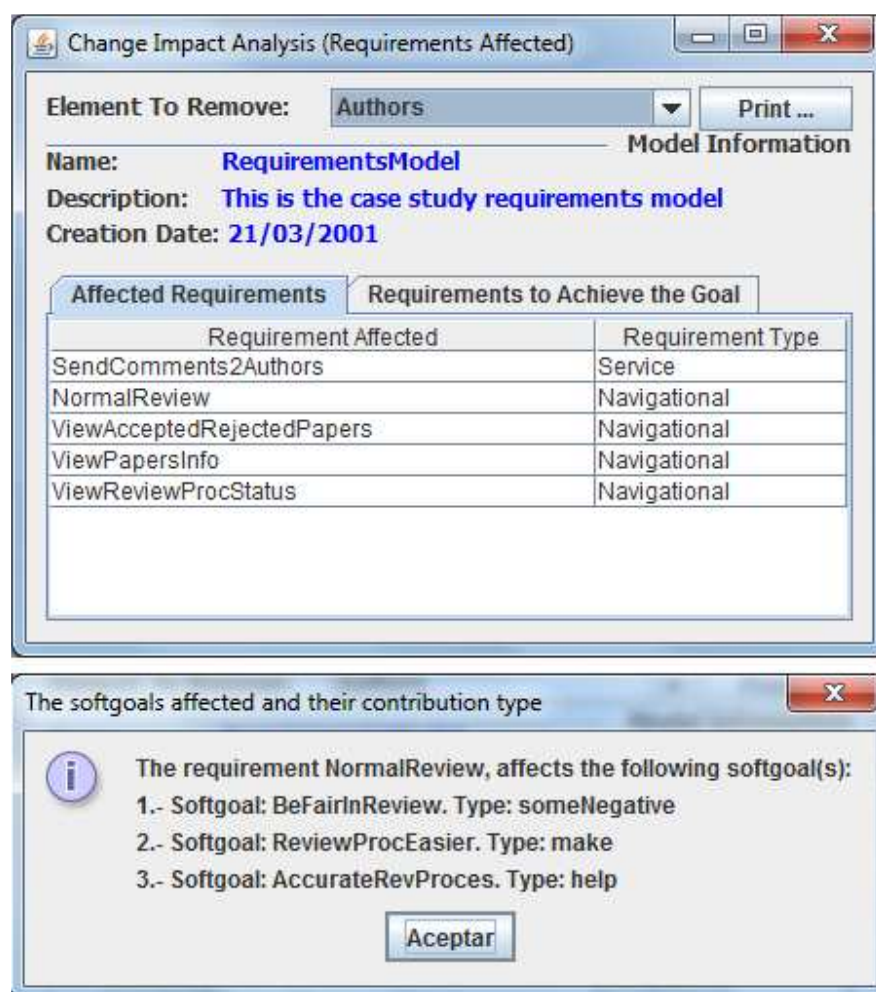 Change Impact Analysis (Requirements Affected)
Element To Remove: Authors Print ...
Model Information
Name: RequirementsModel
Description: This is the case study requirements model
Creation Date: 21/03/2001
Affected Requirements Requirements to Achieve the Goal
Requirement Affected Requirement Type
SendComments2Authors Service
NormalReview Navigational
ViewAcceptedRejectedPapers Navigational
ViewPapersInfo Navigational
ViewReviewProcStatus Navigational
The softgoals affected and their contribution type
The requirement NormalReview, affects the following softgoal(s):
1.- Softgoal: BeFairInReview. Type: someNegative
2.- Softgoal: ReviewProcEasier. Type: make
3.- Softgoal: AccurateRevProces. Type: help
Aceptar